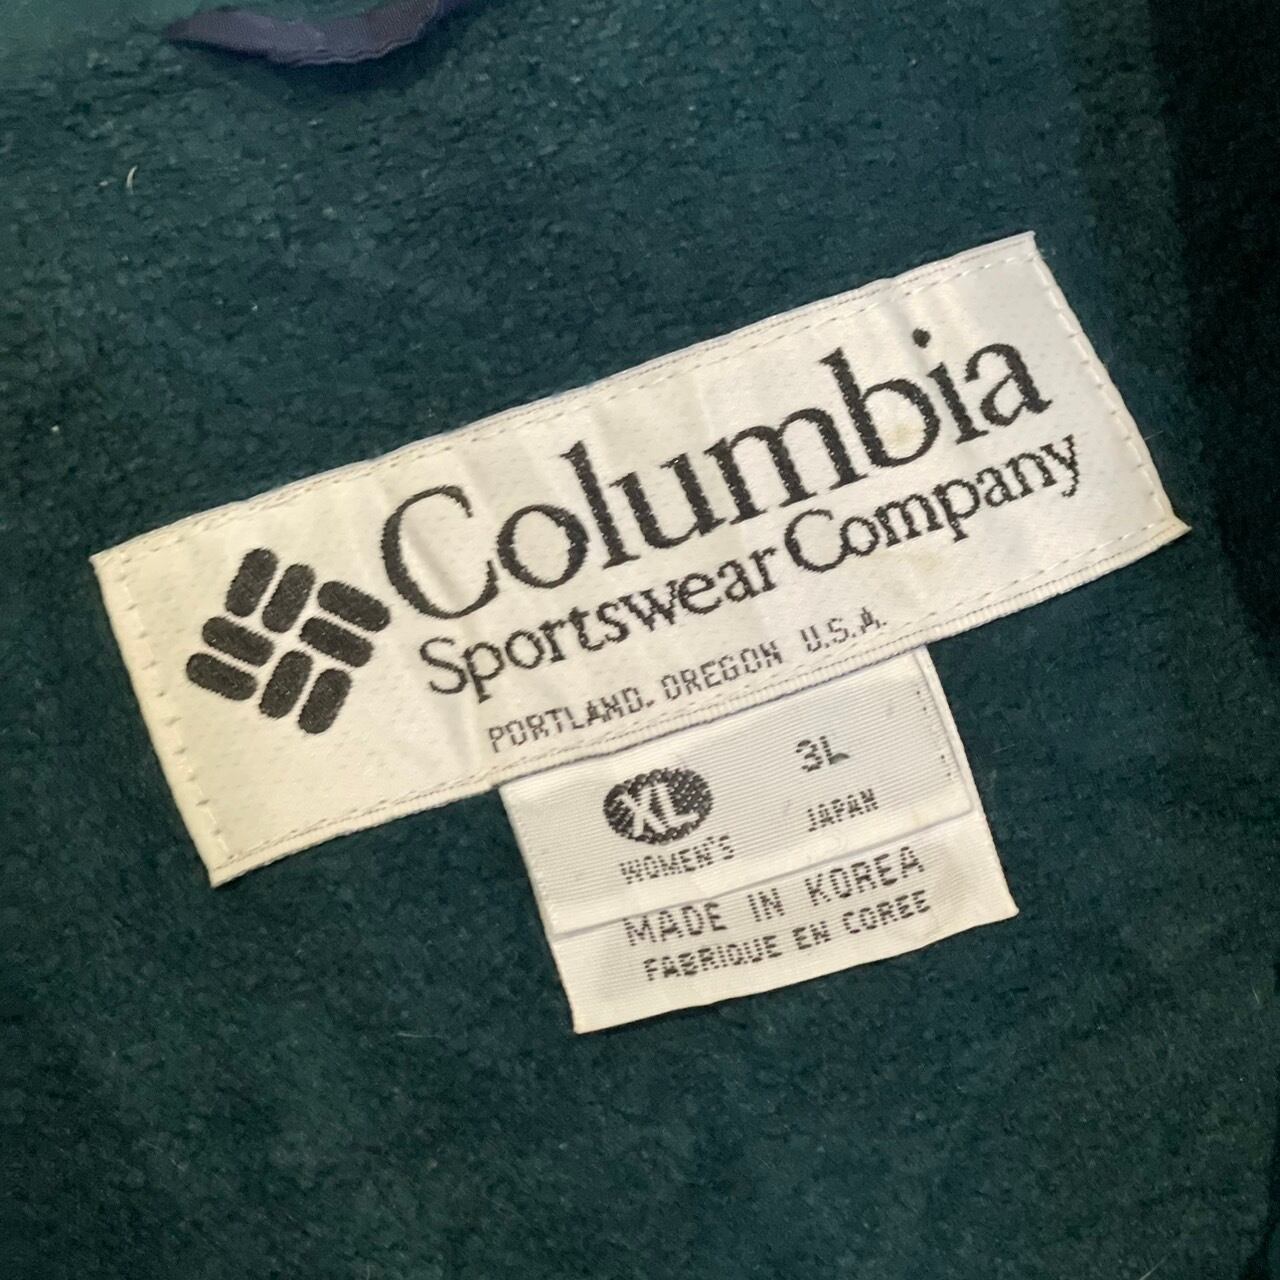 Columbia
Sportswear Company
PORTLAND, OREGON U.S.A.
XL 3L
WOMEN'S JAPAN
MADE IN KOREA
FABRIQUE EN COREE